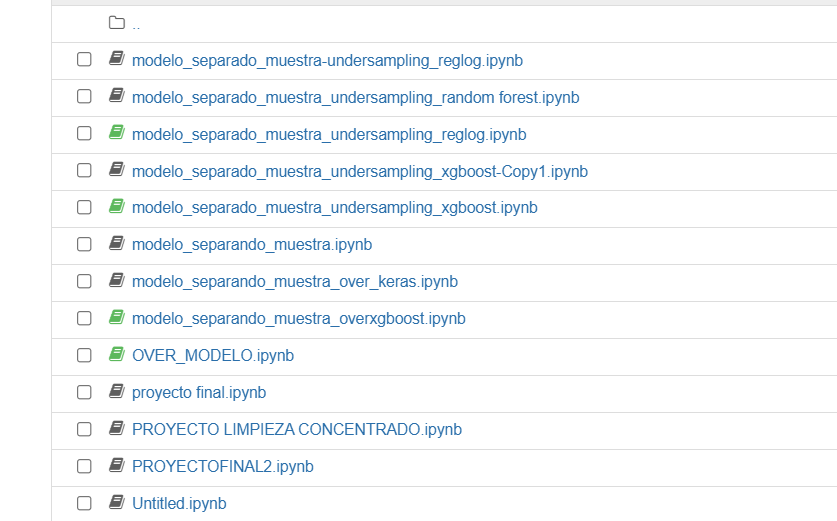 ..
modelo_separado_muestra-undersampling_reglog.ipynb
modelo_separado_muestra_undersampling_random forest.ipynb
modelo_separado_muestra_undersampling_reglog.ipynb
modelo_separado_muestra_undersampling_xgboost-Copy1.ipynb
modelo_separado_muestra_undersampling_xgboost.ipynb
modelo_separando_muestra.ipynb
modelo_separando_muestra_over_keras.ipynb
modelo_separando_muestra_overxgboost.ipynb
OVER_MODELO.ipynb
proyecto final.ipynb
PROYECTO LIMPIEZA CONCENTRADO.ipynb
PROYECTOFINAL2.ipynb
Untitled.ipynb